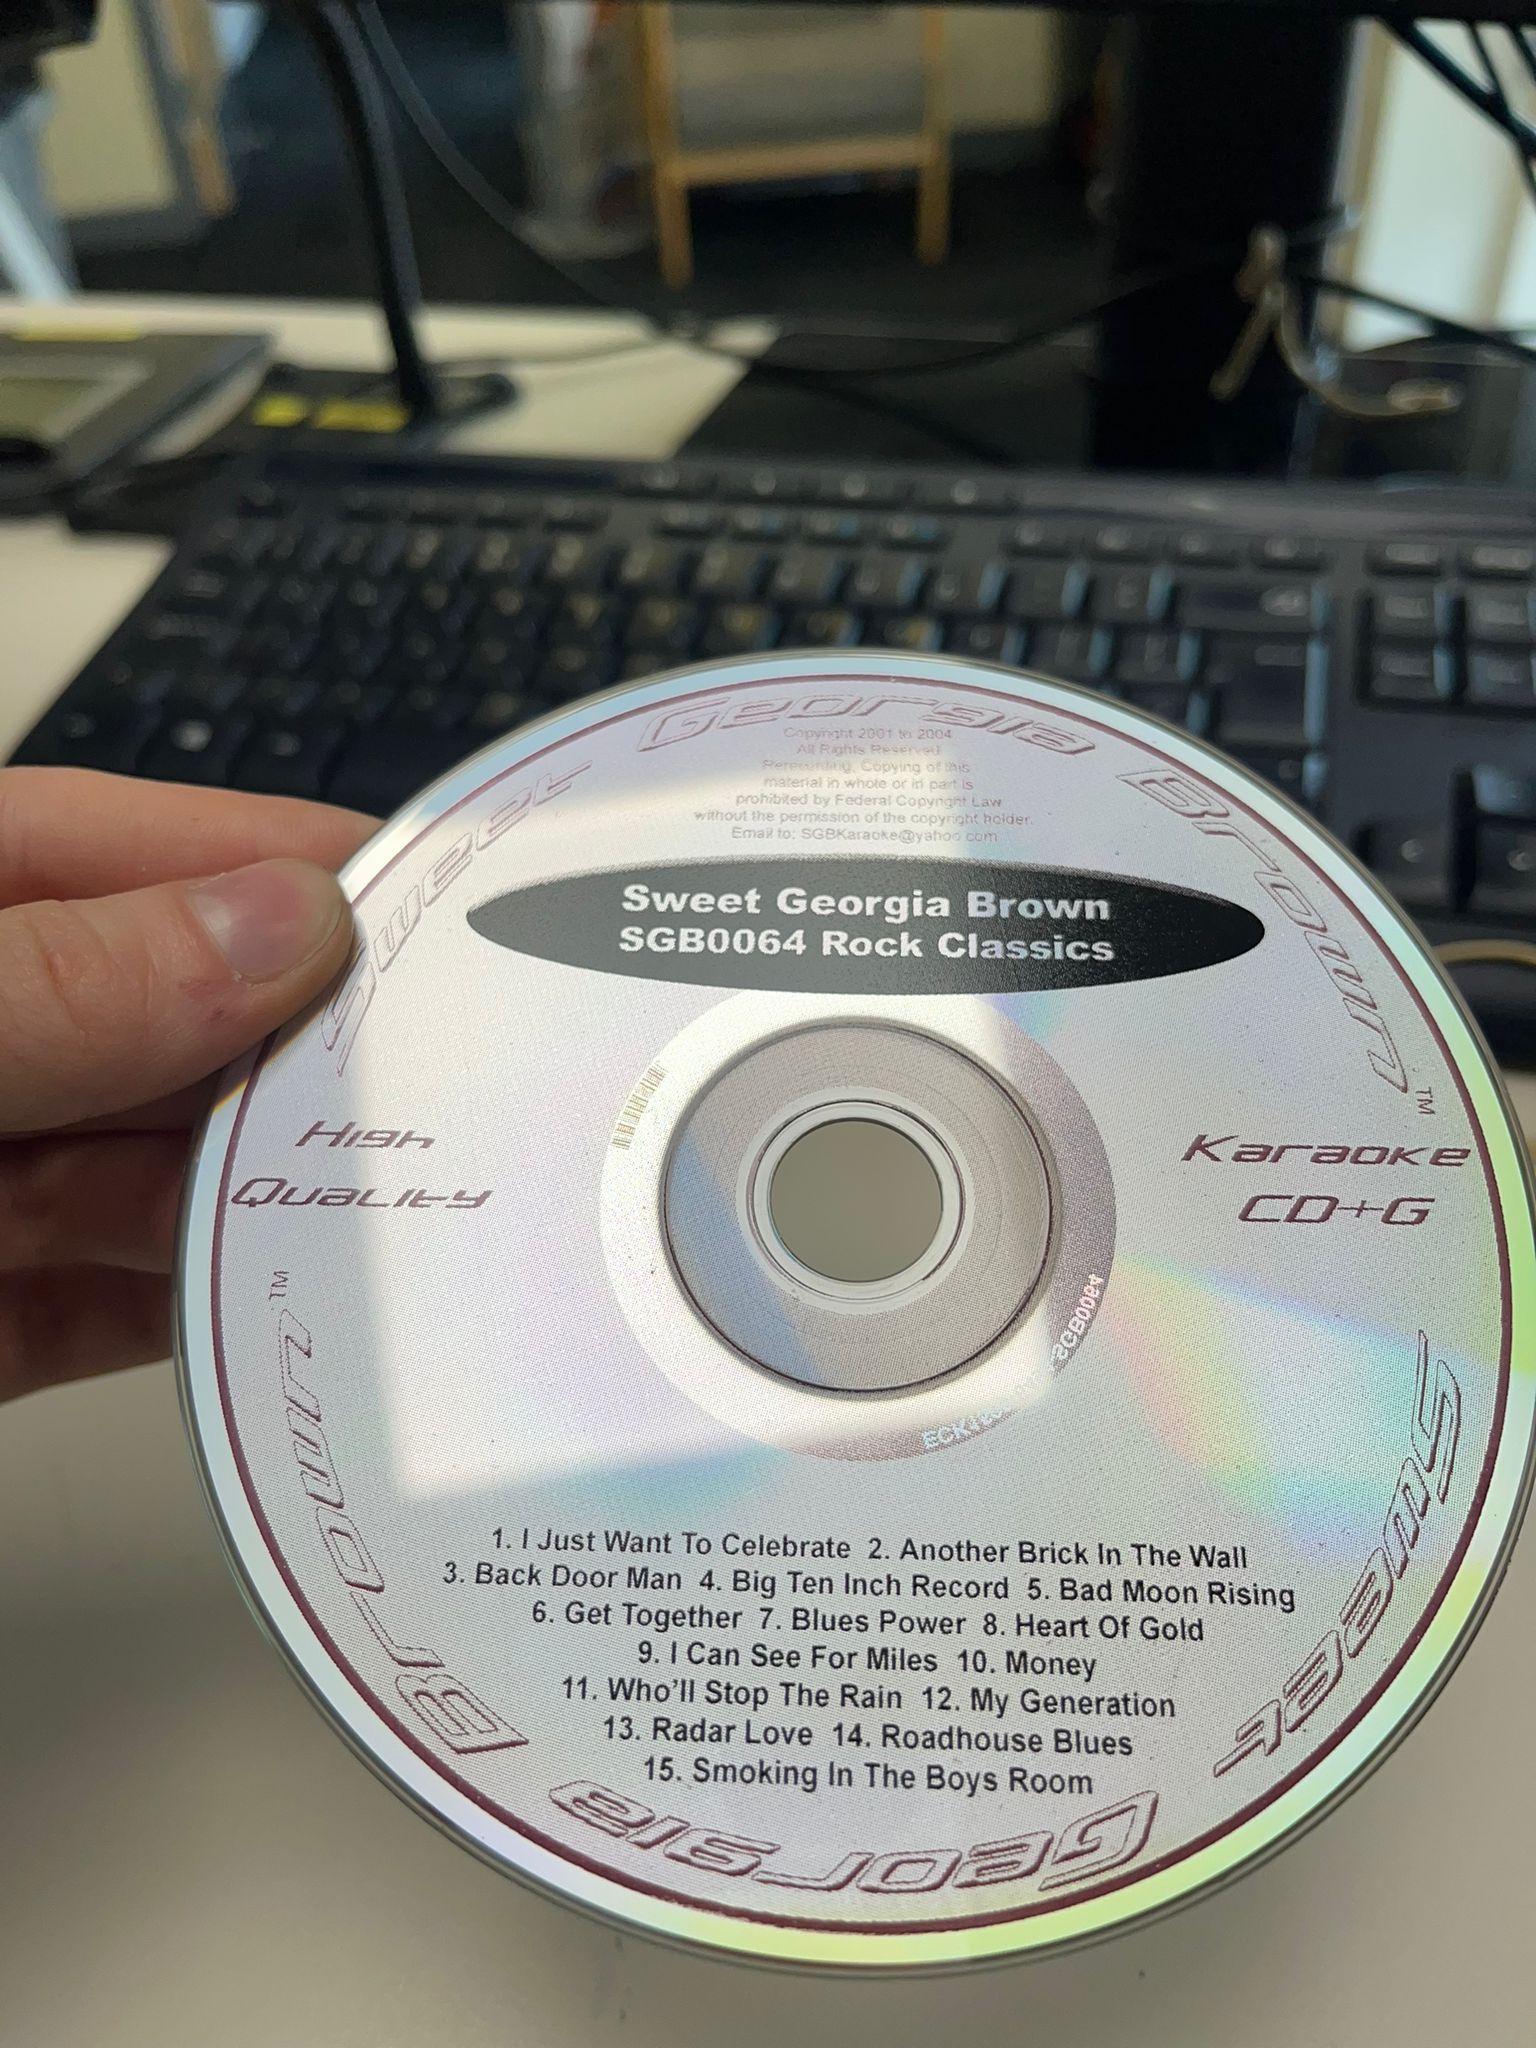 Sweet Georgia Brown™
Copyright 2001 to 2004
All Rights Reserved
Rerecording, Copying of this
material in whole or in part is
prohibited by Federal Copyright Law
without the permission of the copyright holder.
Email to: SGBKaraoke@yahoo.com
Sweet Georgia Brown
SGB0064 Rock Classics
High
Quality
Karaoke
CD+G
SGB0064
1. I Just Want To Celebrate 2. Another Brick In The Wall
3. Back Door Man 4. Big Ten Inch Record 5. Bad Moon Rising
6. Get Together 7. Blues Power 8. Heart Of Gold
9. I Can See For Miles 10. Money
11. Who'll Stop The Rain 12. My Generation
13. Radar Love 14. Roadhouse Blues
15. Smoking In The Boys Room
Sweet Georgia Brown™